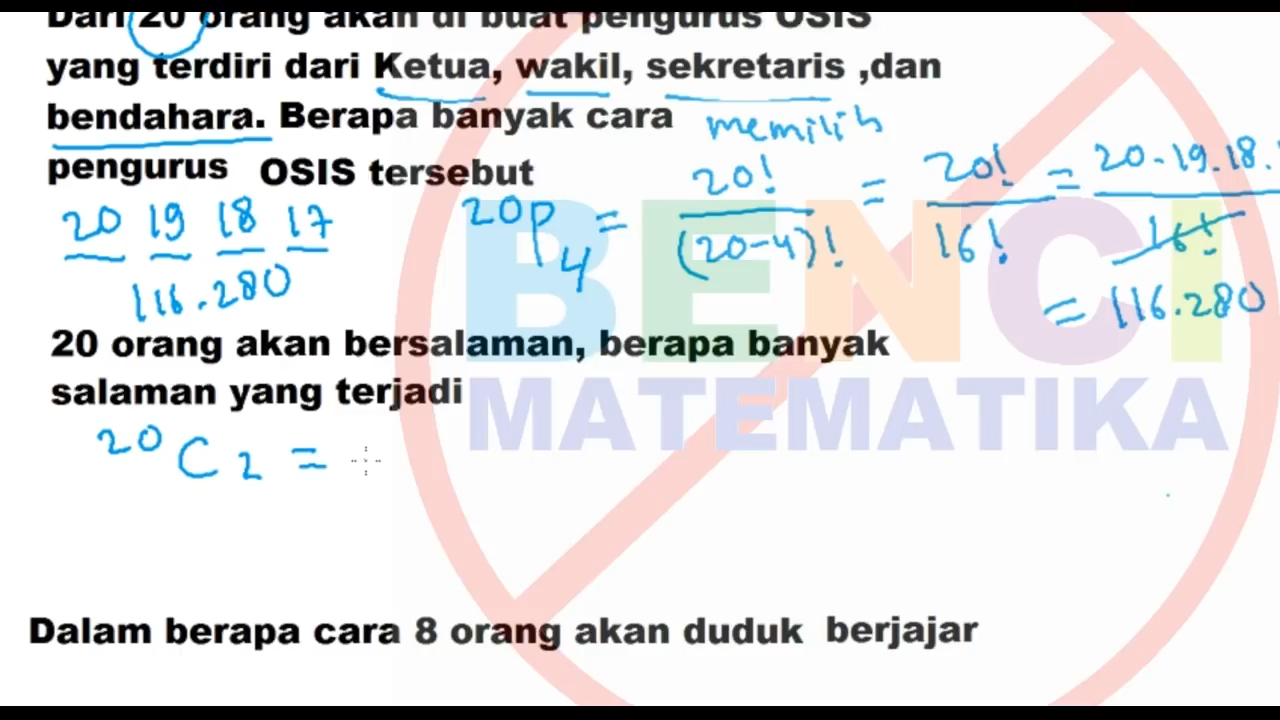 Dari 20 orang akan di buat pengurus OSIS
yang terdiri dari Ketua, wakil, sekretaris ,dan
bendahara. Berapa banyak cara memilih
pengurus OSIS tersebut
20 19 18 17
116.280
20P4 = 20! / (20-4)! = 20! / 16! = 20.19.18. / 16!
= 116.280
20 orang akan bersalaman, berapa banyak
salaman yang terjadi
20C2 =
Dalam berapa cara 8 orang akan duduk berjajar
BENCI
MATEMATIKA